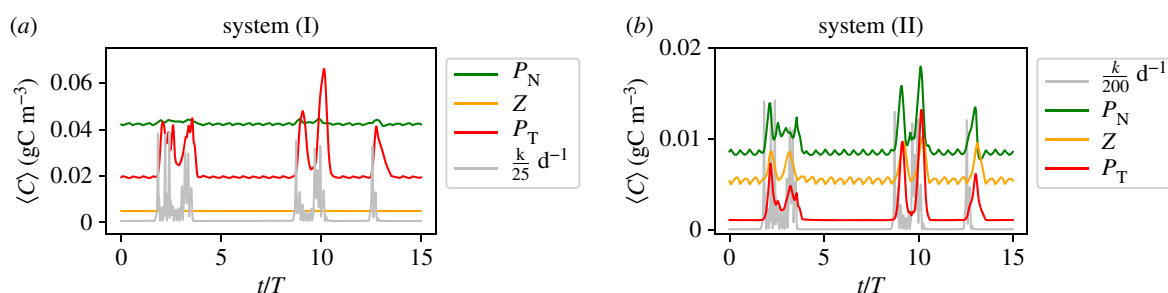 (a) system (I)
⟨C⟩ (gC m⁻³)
0.06
0.04
0.02
0
0 5 10 15
t/T
P_N
Z
P_T
k/25 d⁻¹
(b) system (II)
⟨C⟩ (gC m⁻³)
0.02
0.01
0
0 5 10 15
t/T
k/200 d⁻¹
P_N
Z
P_T